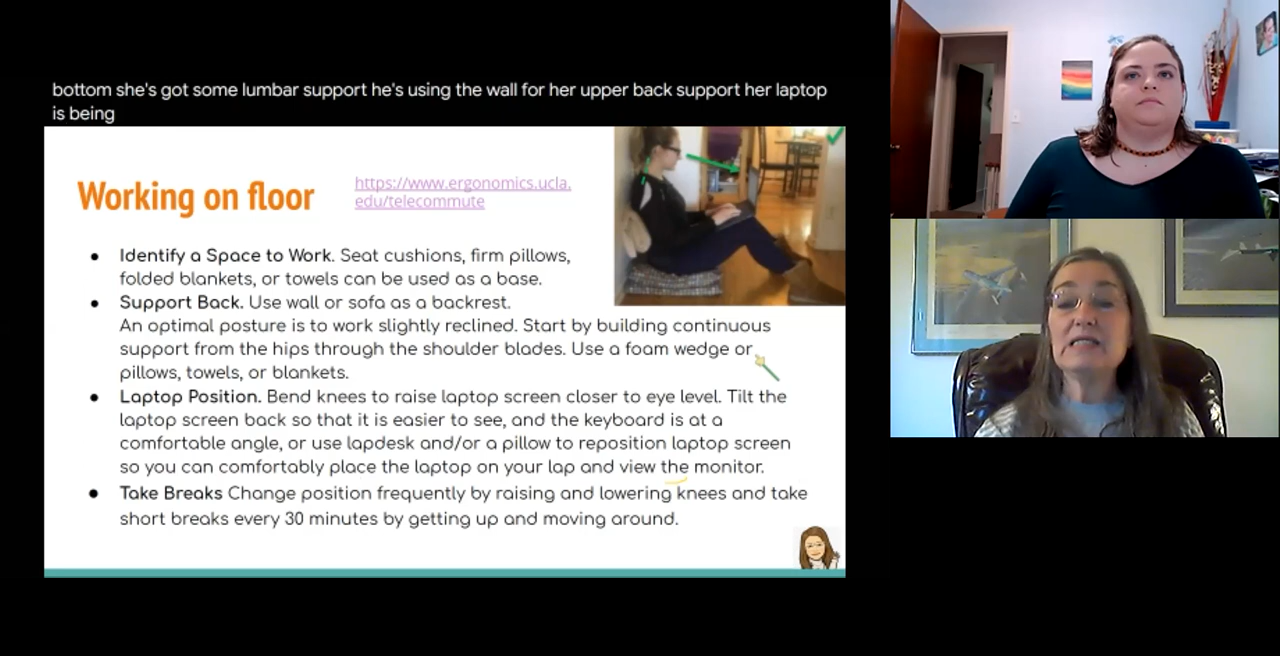 bottom she's got some lumbar support he's using the wall for her upper back support her laptop
is being
Working on floor
https://www.ergonomics.ucla.
edu/telecommute
● Identify a Space to Work. Seat cushions, firm pillows,
folded blankets, or towels can be used as a base.
● Support Back. Use wall or sofa as a backrest.
An optimal posture is to work slightly reclined. Start by building continuous
support from the hips through the shoulder blades. Use a foam wedge or
pillows, towels, or blankets.
● Laptop Position. Bend knees to raise laptop screen closer to eye level. Tilt the
laptop screen back so that it is easier to see, and the keyboard is at a
comfortable angle, or use lapdesk and/or a pillow to reposition laptop screen
so you can comfortably place the laptop on your lap and view the monitor.
● Take Breaks Change position frequently by raising and lowering knees and take
short breaks every 30 minutes by getting up and moving around.